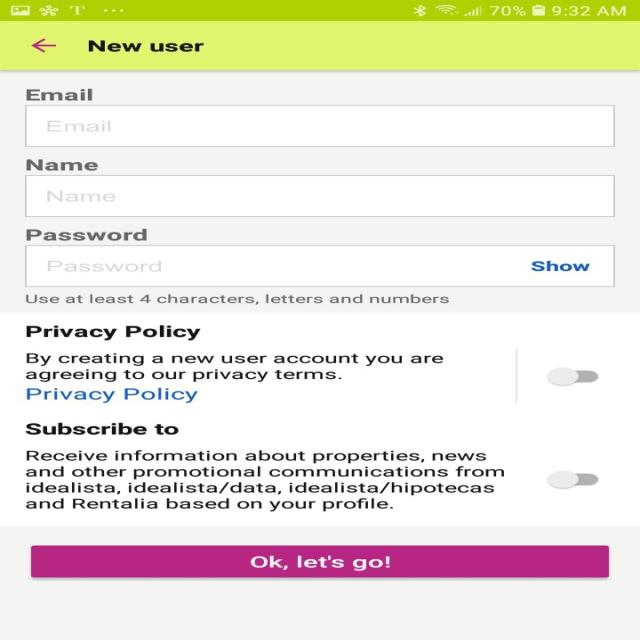 T ... 70% 9:32 AM
New user
Email
Email
Name
Name
Password
Password Show
Use at least 4 characters, letters and numbers
Privacy Policy
By creating a new user account you are
agreeing to our privacy terms.
Privacy Policy
Subscribe to
Receive information about properties, news
and other promotional communications from
idealista, idealista/data, idealista/hipotecas
and Rentalia based on your profile.
Ok, let's go!